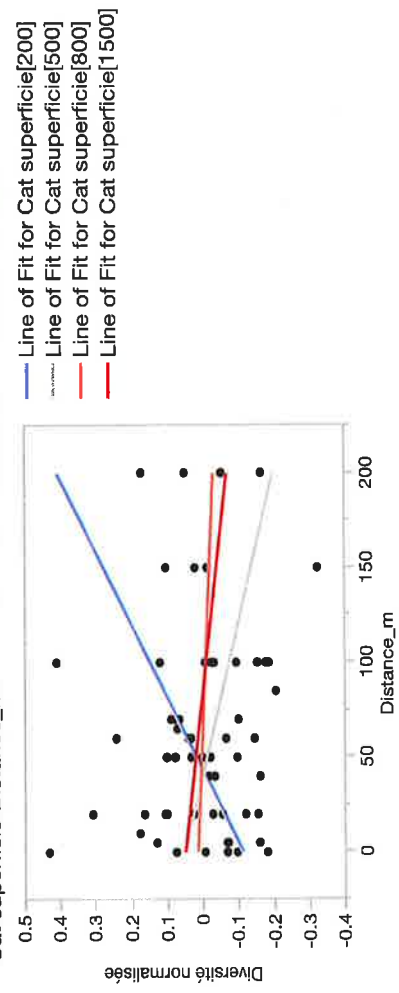 Line of Fit for Cat superficie[200]
Line of Fit for Cat superficie[500]
Line of Fit for Cat superficie[800]
Line of Fit for Cat superficie[1500]
Diversité normalisée
0.5
0.4
0.3
0.2
0.1
0
-0.1
-0.2
-0.3
-0.4
0
50
100
150
200
Distance_m